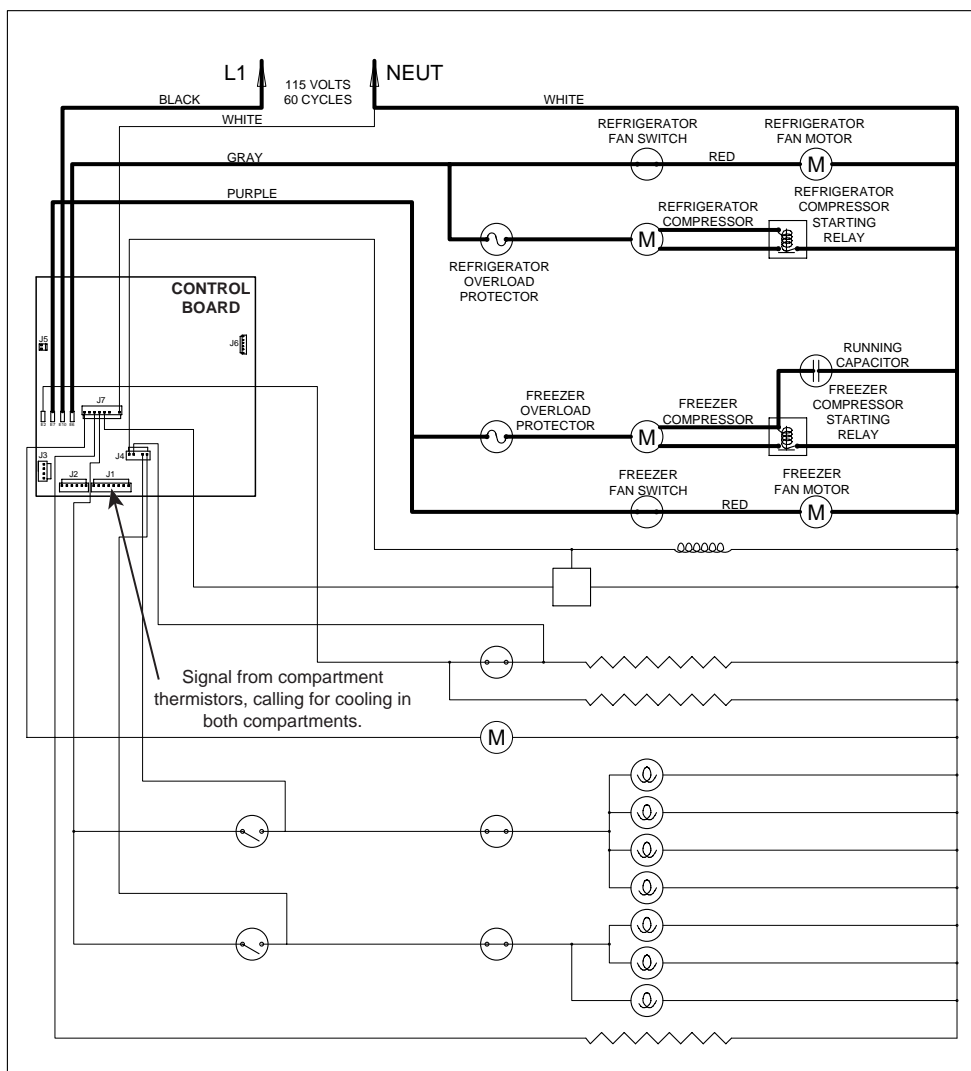 L1
NEUT
115 VOLTS
60 CYCLES
BLACK
WHITE
WHITE
REFRIGERATOR
FAN SWITCH
REFRIGERATOR
FAN MOTOR
GRAY
RED
M
PURPLE
REFRIGERATOR
COMPRESSOR
REFRIGERATOR
COMPRESSOR
STARTING
RELAY
M
REFRIGERATOR
OVERLOAD
PROTECTOR
CONTROL
BOARD
J5
J6
RUNNING
CAPACITOR
FREEZER
OVERLOAD
PROTECTOR
FREEZER
COMPRESSOR
FREEZER
COMPRESSOR
STARTING
RELAY
M
J7
J4
J3
J2
J1
FREEZER
FAN SWITCH
FREEZER
FAN MOTOR
RED
M
Signal from compartment
thermistors, calling for cooling in
both compartments.
M